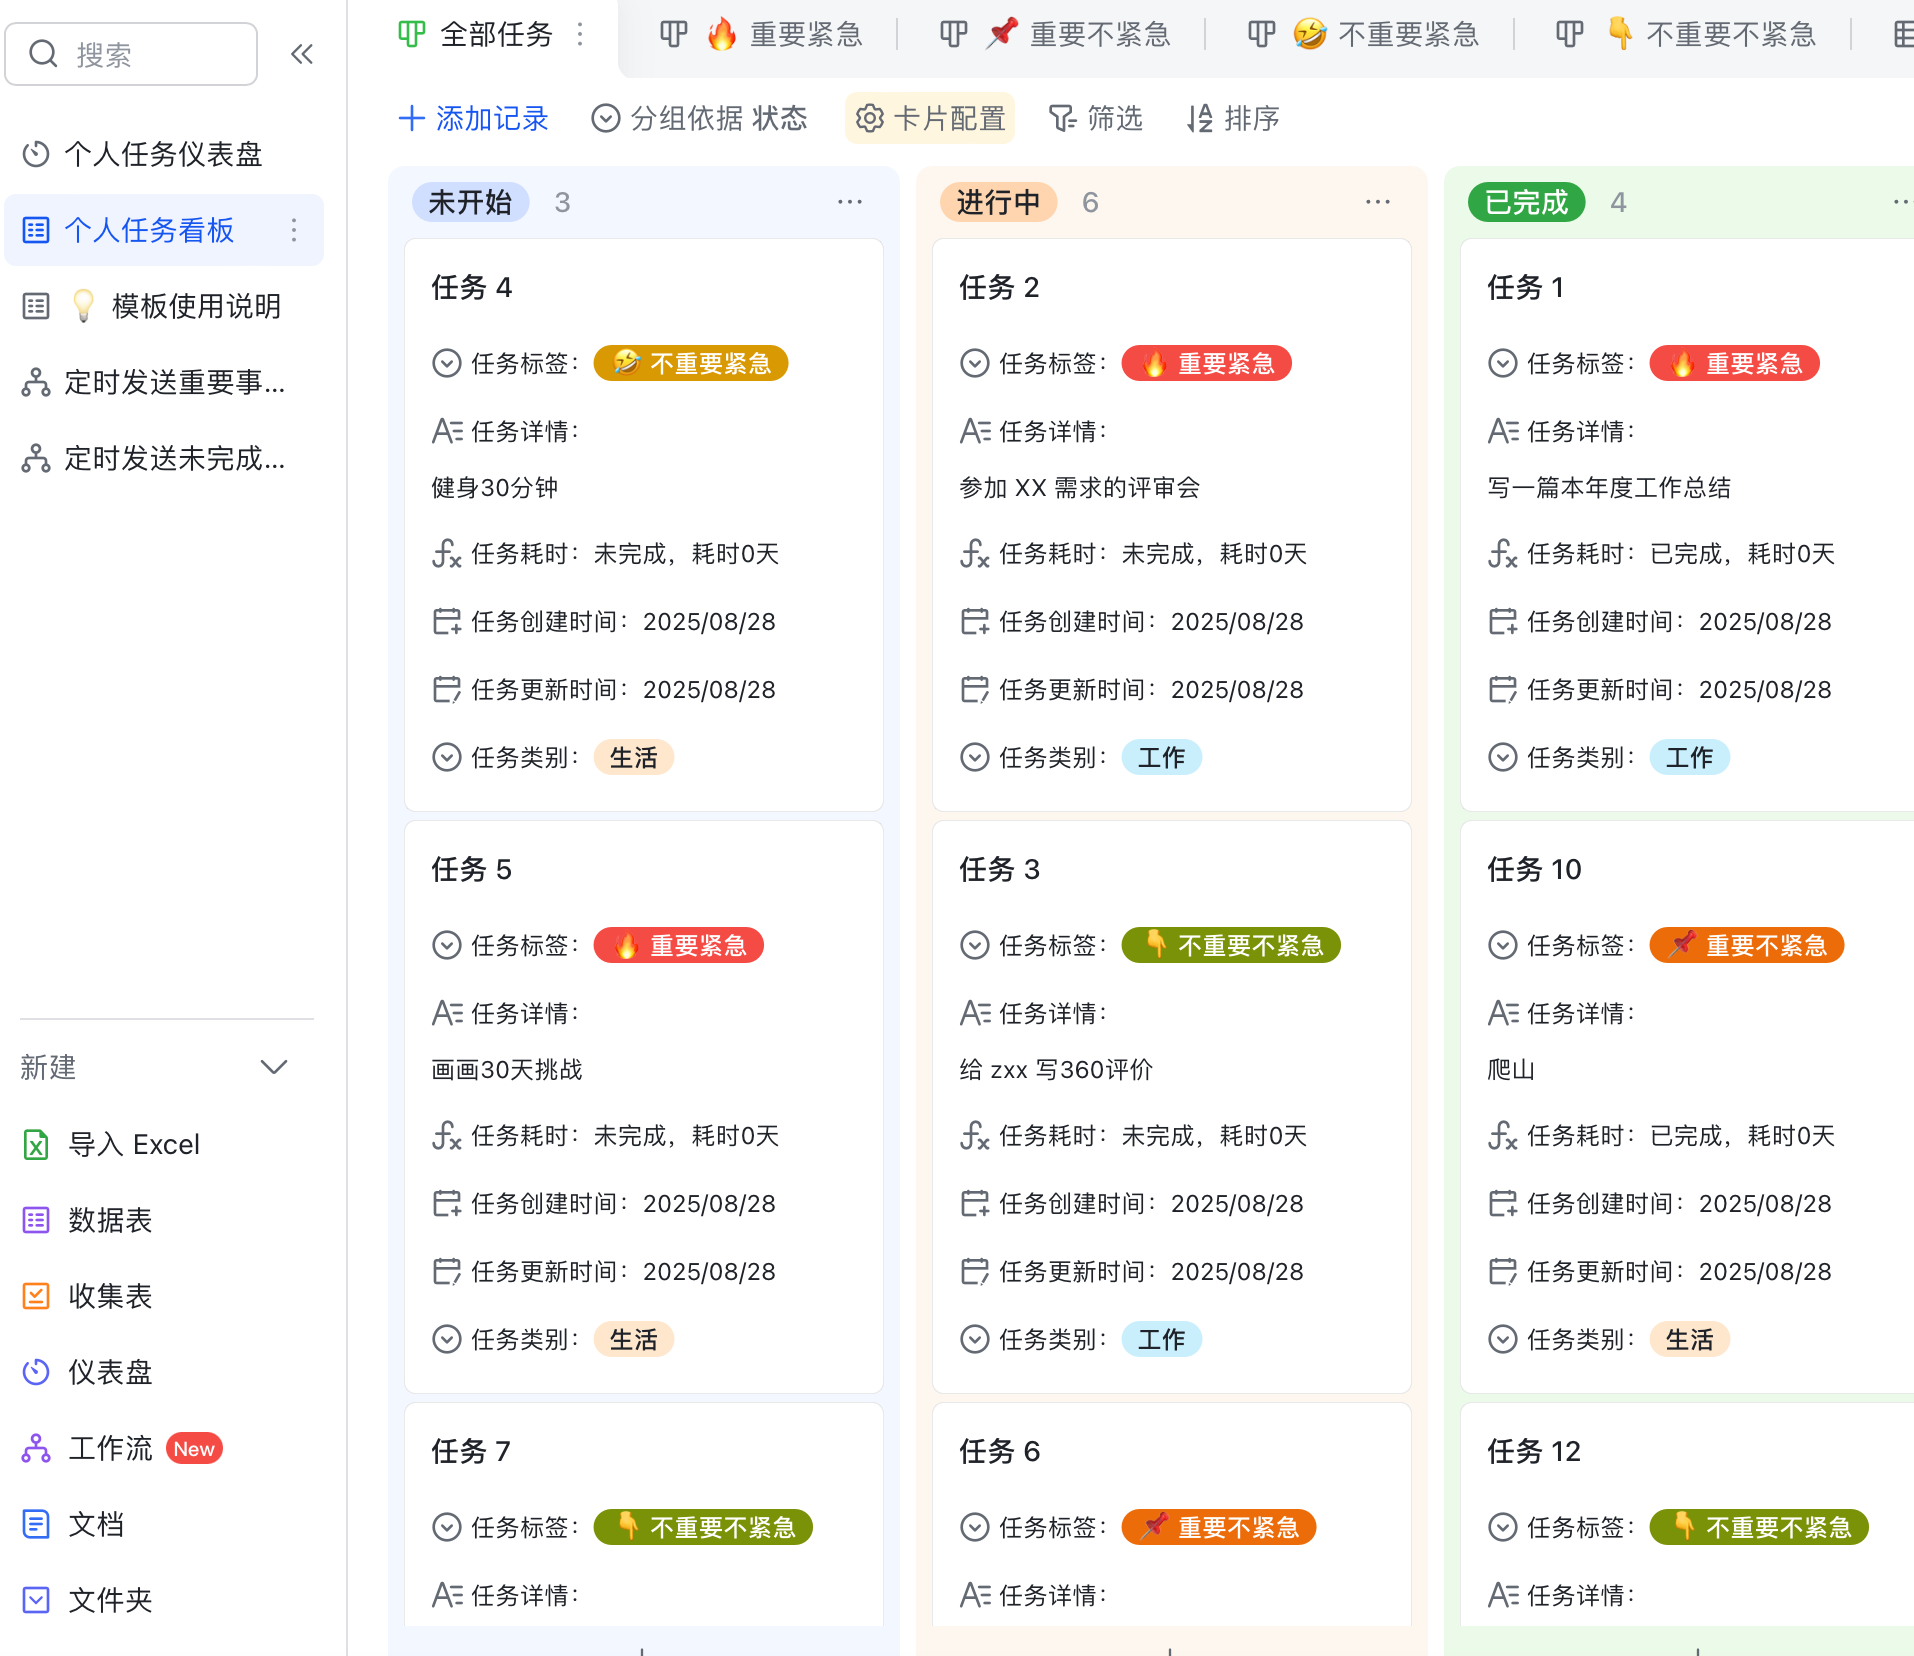 搜索
个人任务仪表盘
个人任务看板
模板使用说明
定时发送重要事...
定时发送未完成...
新建
导入 Excel
数据表
收集表
仪表盘
工作流 New
文档
文件夹
全部任务
重要紧急
重要不紧急
不重要紧急
不重要不紧急
添加记录 分组依据 状态 卡片配置 筛选 排序
未开始 3
任务 4
任务标签： 不重要紧急
任务详情：
健身30分钟
任务耗时：未完成，耗时0天
任务创建时间：2025/08/28
任务更新时间：2025/08/28
任务类别： 生活
任务 5
任务标签： 重要紧急
任务详情：
画画30天挑战
任务耗时：未完成，耗时0天
任务创建时间：2025/08/28
任务更新时间：2025/08/28
任务类别： 生活
任务 7
任务标签： 不重要不紧急
任务详情：
进行中 6
任务 2
任务标签： 重要紧急
任务详情：
参加 XX 需求的评审会
任务耗时：未完成，耗时0天
任务创建时间：2025/08/28
任务更新时间：2025/08/28
任务类别： 工作
任务 3
任务标签： 不重要不紧急
任务详情：
给 zxx 写360评价
任务耗时：未完成，耗时0天
任务创建时间：2025/08/28
任务更新时间：2025/08/28
任务类别： 工作
任务 6
任务标签： 重要不紧急
任务详情：
已完成 4
任务 1
任务标签： 重要紧急
任务详情：
写一篇本年度工作总结
任务耗时：已完成，耗时0天
任务创建时间：2025/08/28
任务更新时间：2025/08/28
任务类别： 工作
任务 10
任务标签： 重要不紧急
任务详情：
爬山
任务耗时：已完成，耗时0天
任务创建时间：2025/08/28
任务更新时间：2025/08/28
任务类别： 生活
任务 12
任务标签： 不重要不紧急
任务详情：